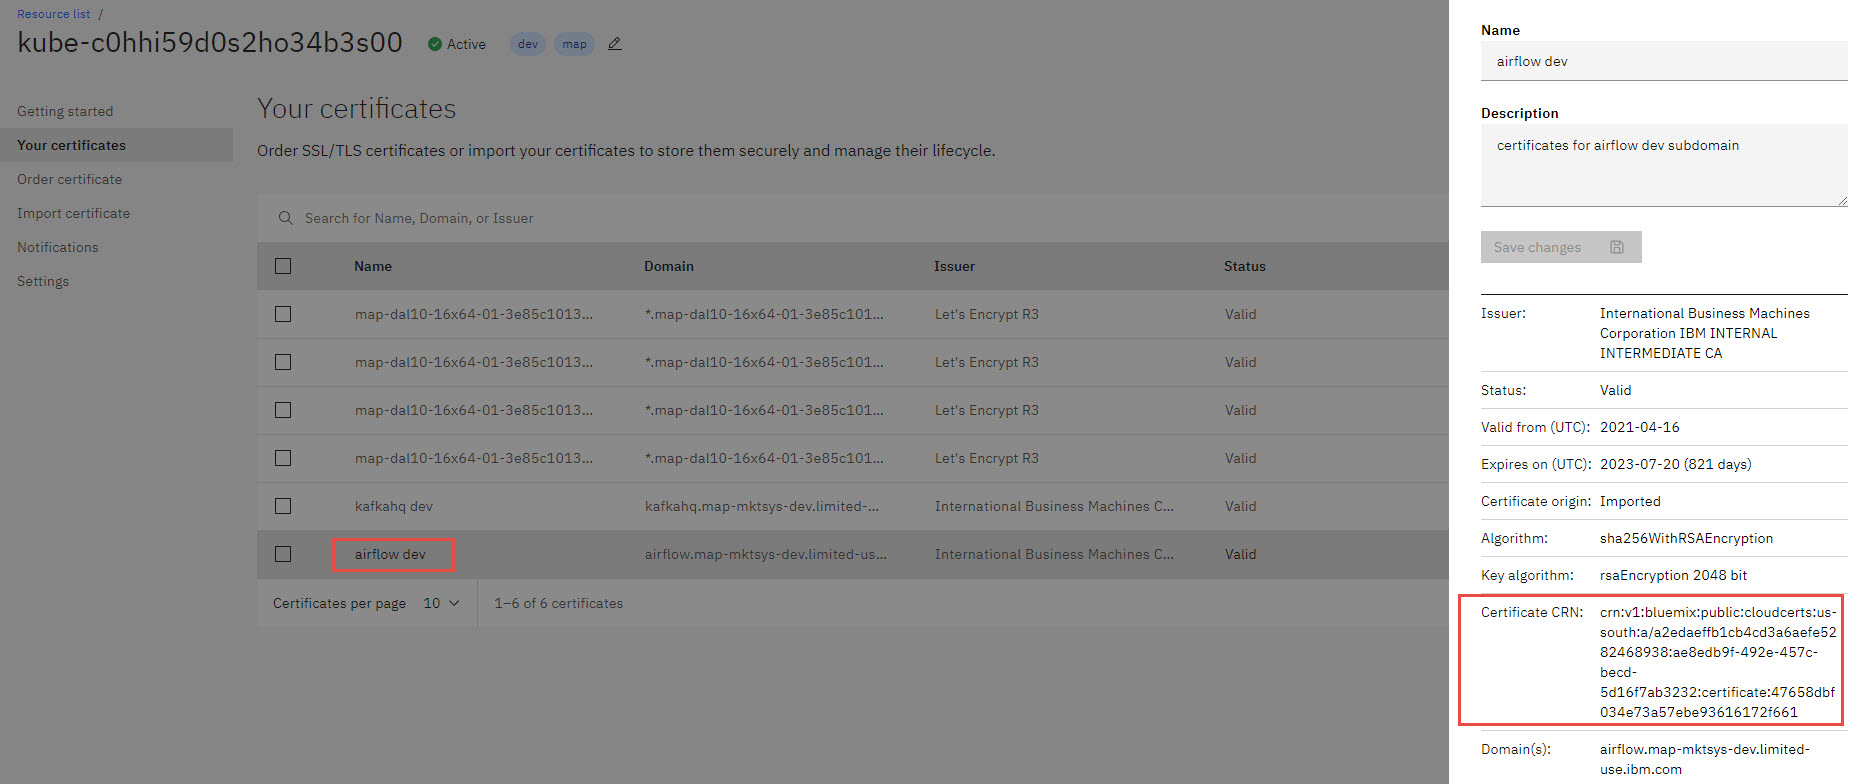 Resource list /
kube-c0hhi59d0s2ho34b3s00
Active
dev
map
Getting started
Your certificates
Order certificate
Import certificate
Notifications
Settings
Your certificates
Order SSL/TLS certificates or import your certificates to store them securely and manage their lifecycle.
Search for Name, Domain, or Issuer
Name Domain Issuer Status
map-dal10-16x64-01-3e85c1013... *.map-dal10-16x64-01-3e85c101... Let's Encrypt R3 Valid
map-dal10-16x64-01-3e85c1013... *.map-dal10-16x64-01-3e85c101... Let's Encrypt R3 Valid
map-dal10-16x64-01-3e85c1013... *.map-dal10-16x64-01-3e85c101... Let's Encrypt R3 Valid
map-dal10-16x64-01-3e85c1013... *.map-dal10-16x64-01-3e85c101... Let's Encrypt R3 Valid
kafkahq dev kafkahq.map-mktsys-dev.limited-... International Business Machines C... Valid
airflow dev airflow.map-mktsys-dev.limited-us... International Business Machines C... Valid
Certificates per page 10 1–6 of 6 certificates
Name
airflow dev
Description
certificates for airflow dev subdomain
Save changes
Issuer: International Business Machines
Corporation IBM INTERNAL
INTERMEDIATE CA
Status: Valid
Valid from (UTC): 2021-04-16
Expires on (UTC): 2023-07-20 (821 days)
Certificate origin: Imported
Algorithm: sha256WithRSAEncryption
Key algorithm: rsaEncryption 2048 bit
Certificate CRN: crn:v1:bluemix:public:cloudcerts:us-
south:a/a2edaeffb1cb4cd3a6aefe52
82468938:ae8edb9f-492e-457c-
becd-
5d16f7ab3232:certificate:47658dbf
034e73a57ebe93616172f661
Domain(s): airflow.map-mktsys-dev.limited-
use.ibm.com